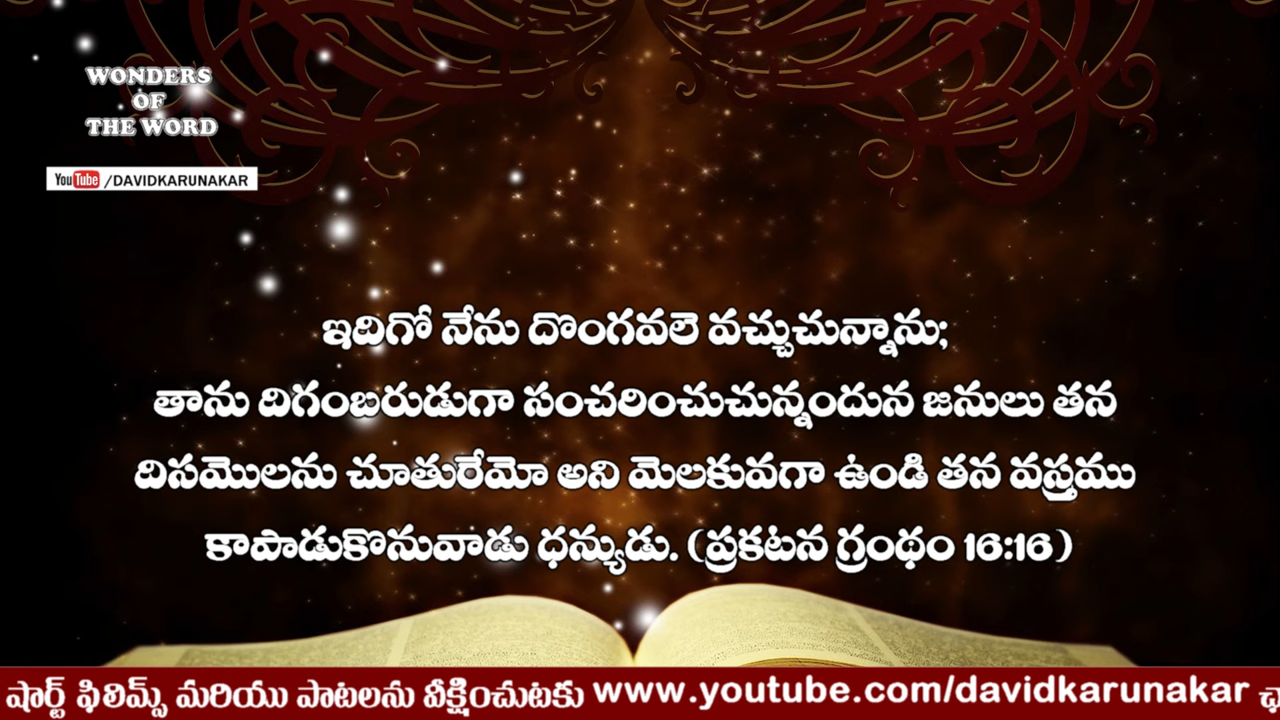 WONDERS
OF
THE WORD
YouTube /DAVIDKARUNAKAR
ఇదిగో నేను దొంగవలె వచ్చుచున్నాను;
తాను దిగంబరుడుగా సంచరించుచున్నందున జనులు తన
దిసమొలను చూతురేమో అని మెలకువగా ఉండి తన వస్త్రము
కాపాడుకొనువాడు ధన్యుడు. (ప్రకటన గ్రంథం 16:16)
షార్ట్ ఫిలిమ్స్ మరియు పాటలను వీక్షించుటకు www.youtube.com/davidkarunakar